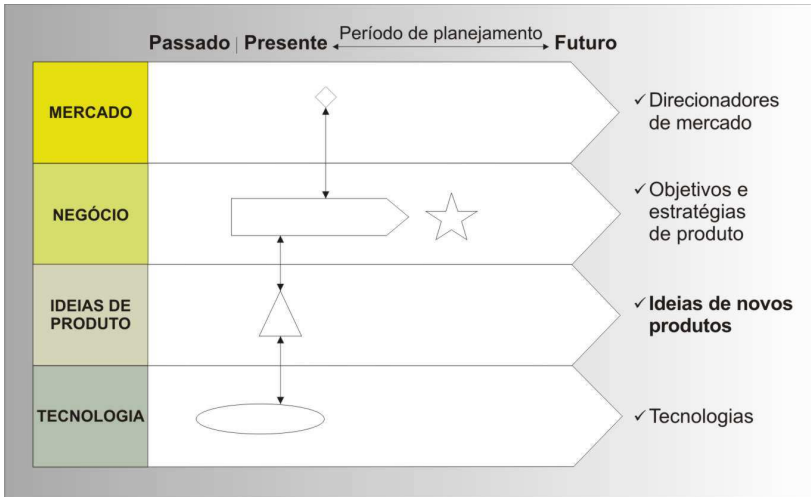 Passado | Presente Período de planejamento Futuro
MERCADO
✓ Direcionadores
de mercado
NEGÓCIO
✓ Objetivos e
estratégias
de produto
IDEIAS DE
PRODUTO
✓ Ideias de novos
produtos
TECNOLOGIA
✓ Tecnologias